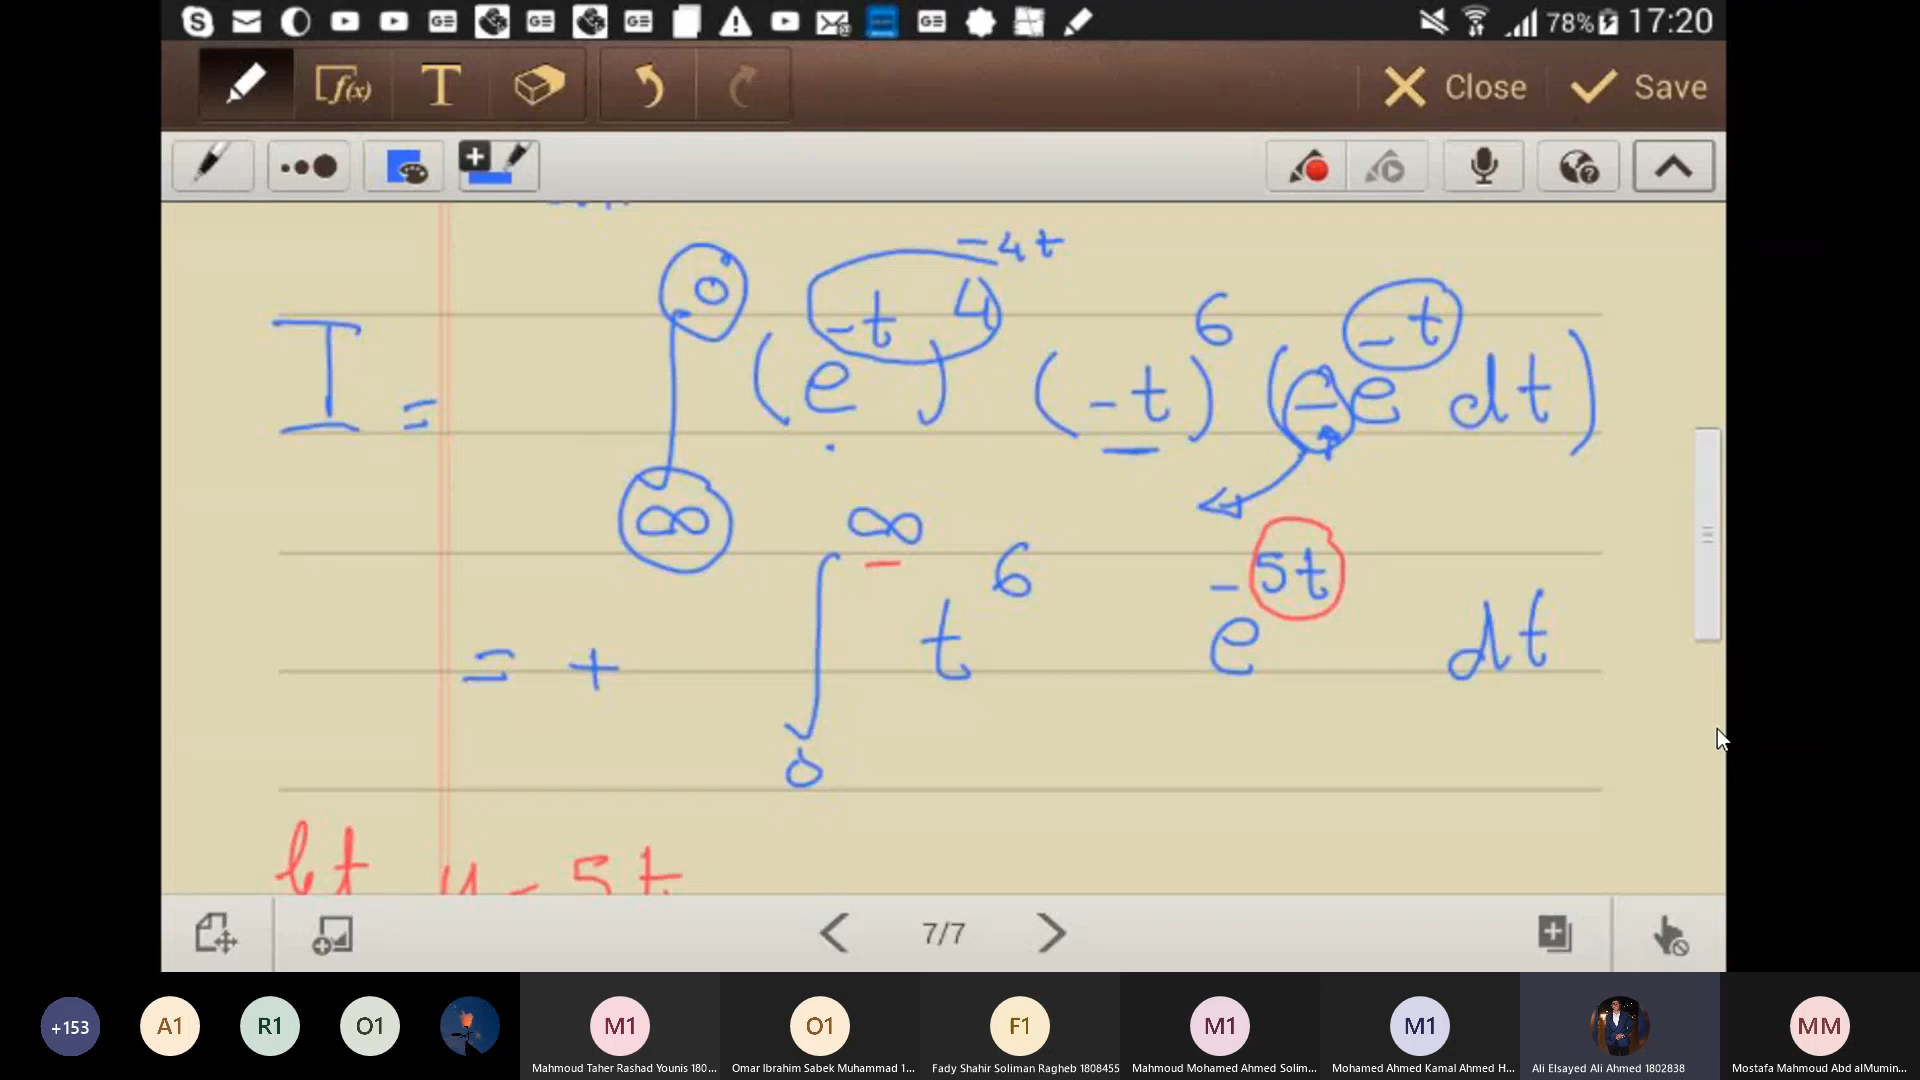 78% 17:20
f(x) T Close Save
I = ∫_∞^0 (e^{-t})^4 (-t)^6 (-e^{-t} dt) -4t
= + ∫_0^∞ t^6 e^{-5t} dt
let y = 5t
7/7
+153 A1 R1 O1 M1 O1 F1 M1 M1 MM
Mahmoud Taher Rashad Younis 180... Omar Ibrahim Sabek Muhammad 1... Fady Shahir Soliman Ragheb 1808455 Mahmoud Mohamed Ahmed Solim... Mohamed Ahmed Kamal Ahmed H... Ali Elsayed Ali Ahmed 1802838 Mostafa Mahmoud Abd alMumin...